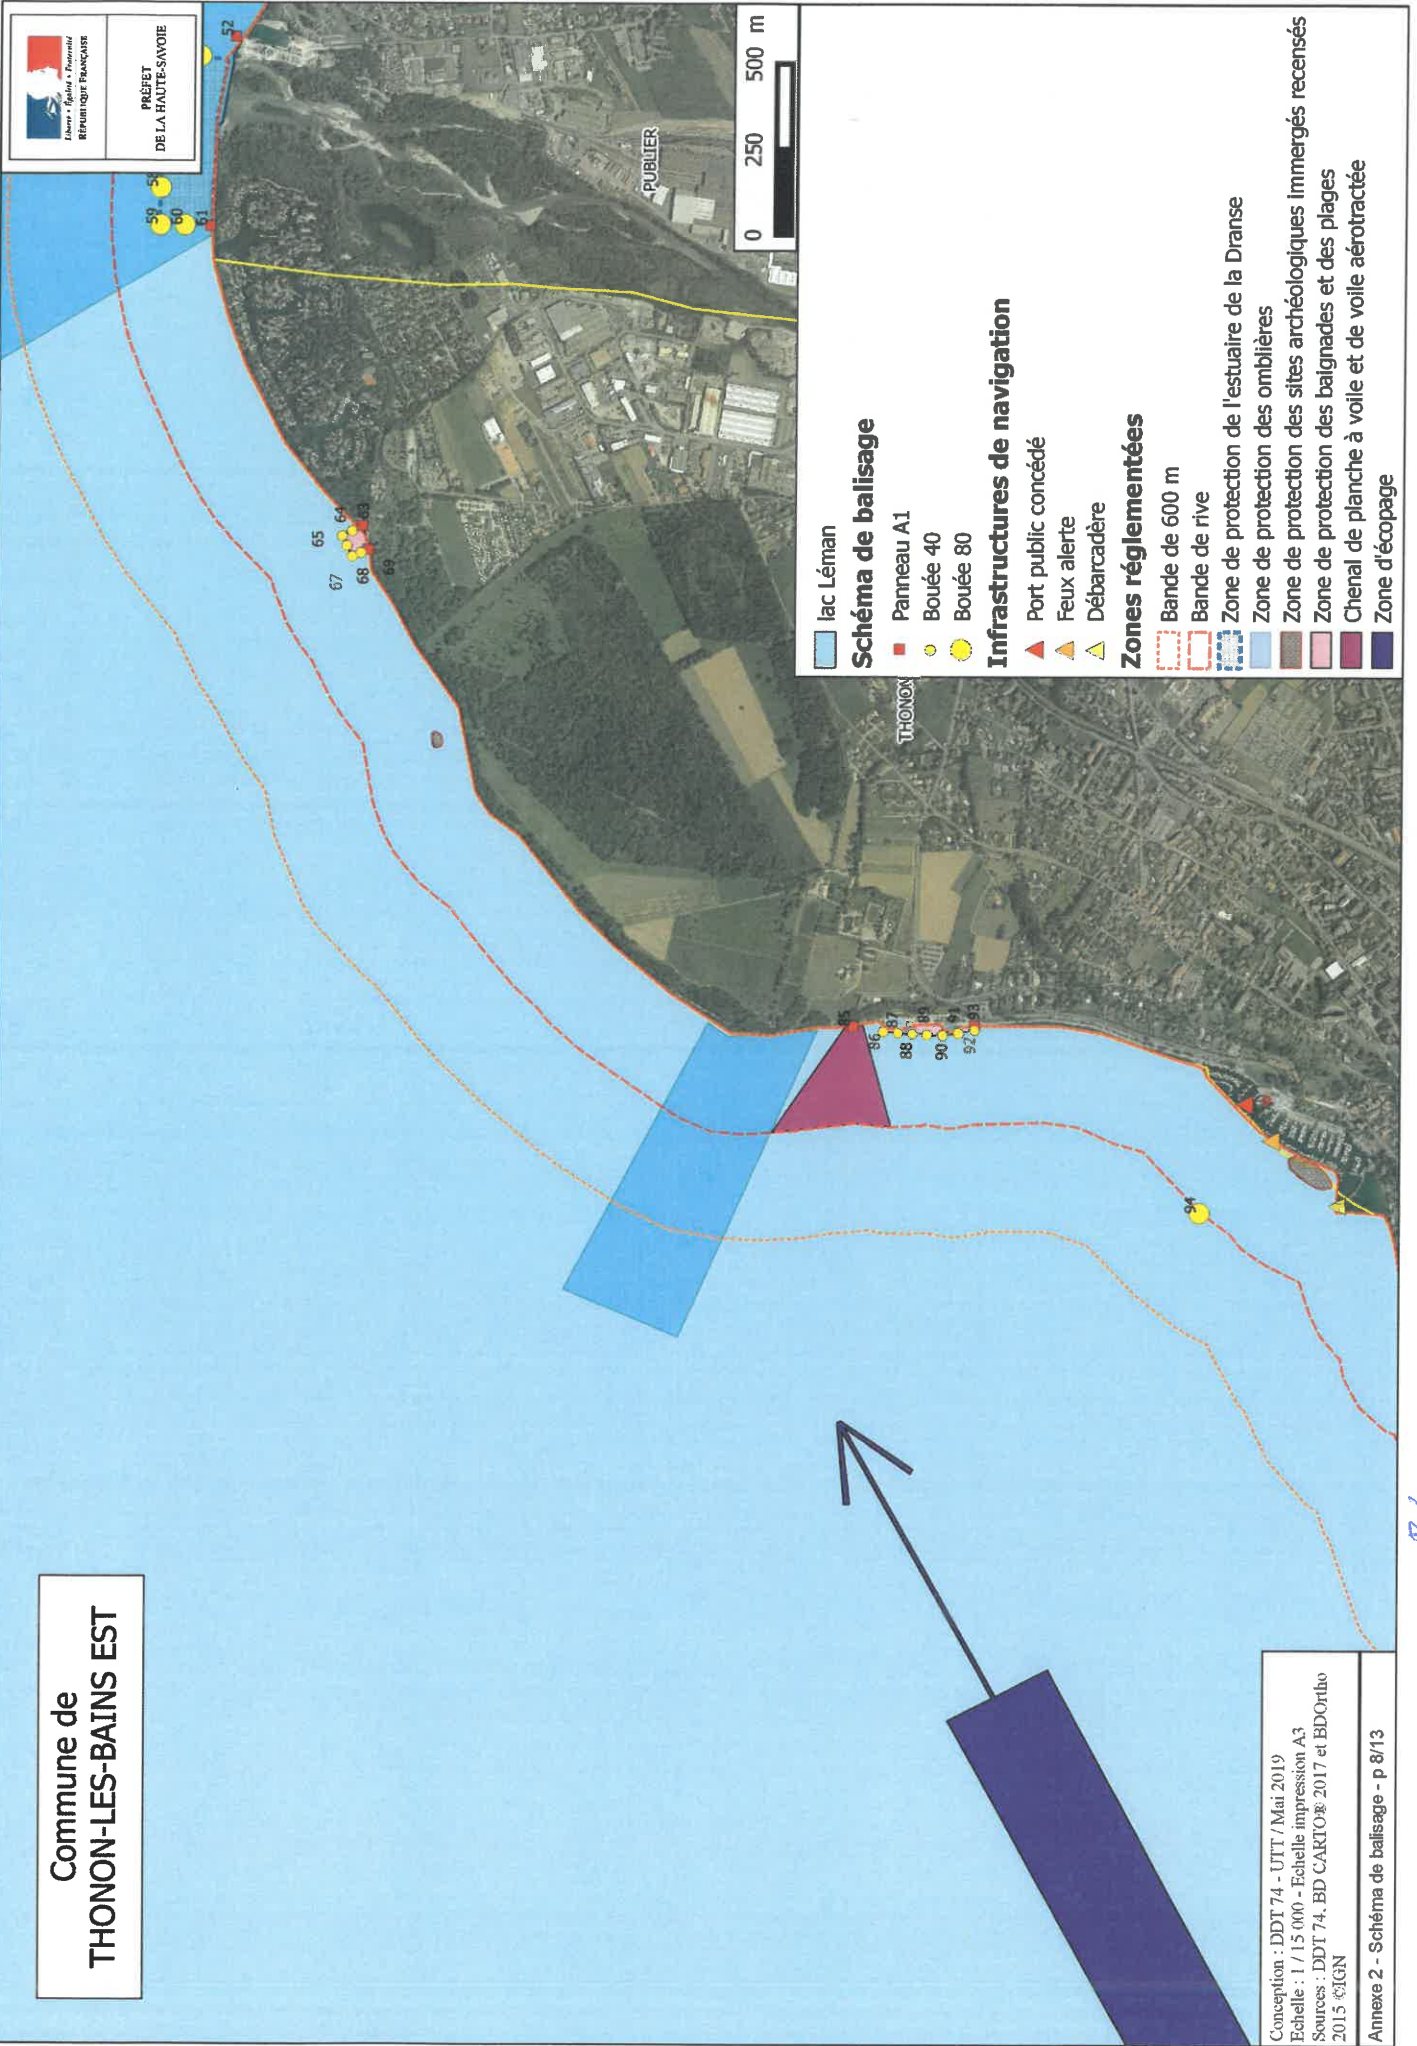 Commune de
THONON-LES-BAINS EST
Liberté • Égalité • Fraternité
RÉPUBLIQUE FRANÇAISE
PRÉFET
DE LA HAUTE-SAVOIE
52
58
59
60
61
63
64
65
67
68
69
PUBLIER
THONON
85
86
87
88
89
90
91
92
93
94
0 250 500 m
lac Léman
Schéma de balisage
Panneau A1
Bouée 40
Bouée 80
Infrastructures de navigation
Port public concédé
Feux alerte
Débarcadère
Zones réglementées
Bande de 600 m
Bande de rive
Zone de protection de l'estuaire de la Dranse
Zone de protection des omblières
Zone de protection des sites archéologiques immergés recensés
Zone de protection des baignades et des plages
Chenal de planche à voile et de voile aérotractée
Zone d'écopage
Conception : DDT 74 - UTT / Mai 2019
Echelle : 1 / 15 000 - Echelle impression A3
Sources : DDT 74, BD CARTO® 2017 et BDOrtho
2015 ©IGN
Annexe 2 - Schéma de balisage - p 8/13